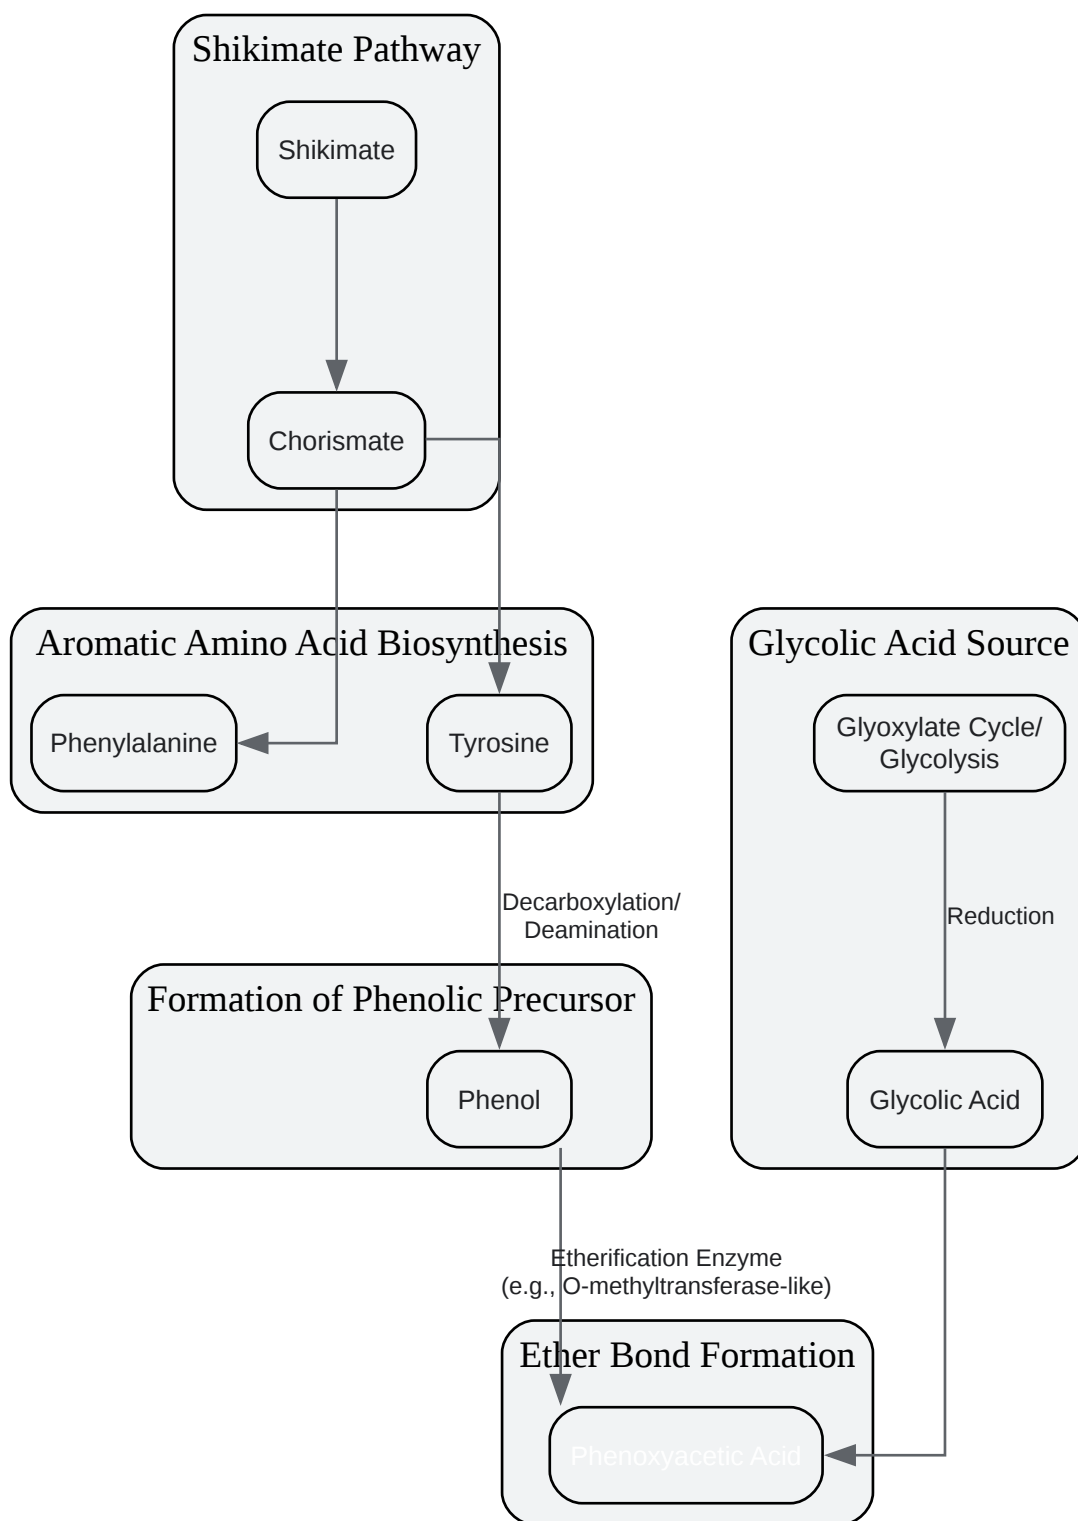 Shikimate Pathway
Shikimate
Chorismate
Aromatic Amino Acid Biosynthesis
Phenylalanine
Tyrosine
Glycolic Acid Source
Glyoxylate Cycle/
Glycolysis
Decarboxylation/
Deamination
Reduction
Formation of Phenolic Precursor
Phenol
Glycolic Acid
Etherification Enzyme
(e.g., O-methyltransferase-like)
Ether Bond Formation
Phenoxyacetic Acid